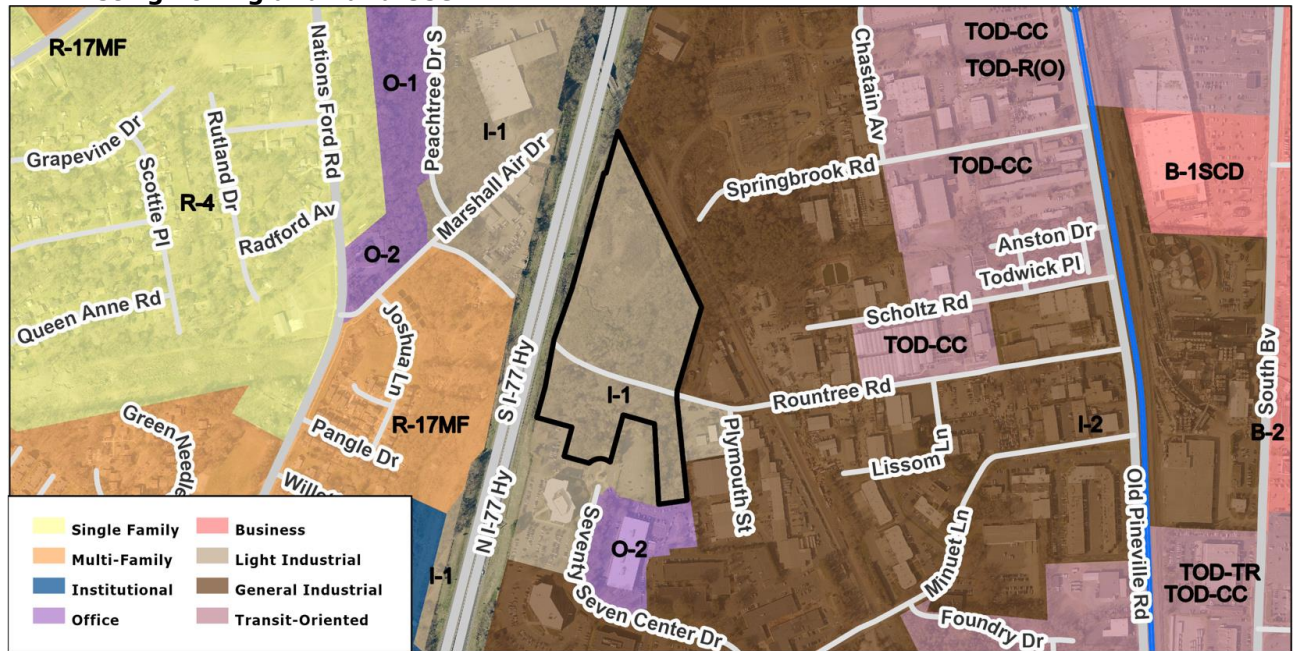 R-17MF
Nations Ford Rd
O-1
Peachtree Dr S
I-1
Chastain Av
TOD-CC
TOD-R(O)
Grapevine Dr
Rutland Dr
Scottie Pl
R-4
Radford Av
Marshall Air Dr
O-2
Springbrook Rd
TOD-CC
B-1SCD
Queen Anne Rd
Joshua Ln
S I-77 Hy
Anston Dr
Todwick Pl
Scholtz Rd
TOD-CC
South Bv
I-1
Rountree Rd
Green Needle
Pangle Dr
R-17MF
Plymouth St
Lissom Ln
I-2
B-2
N I-77 Hy
Old Pineville Rd
Single Family
Multi-Family
Institutional
Office
Business
Light Industrial
General Industrial
Transit-Oriented
I-1
Seventy Seven Center Dr
O-2
Minuet Ln
Foundry Dr
TOD-TR
TOD-CC